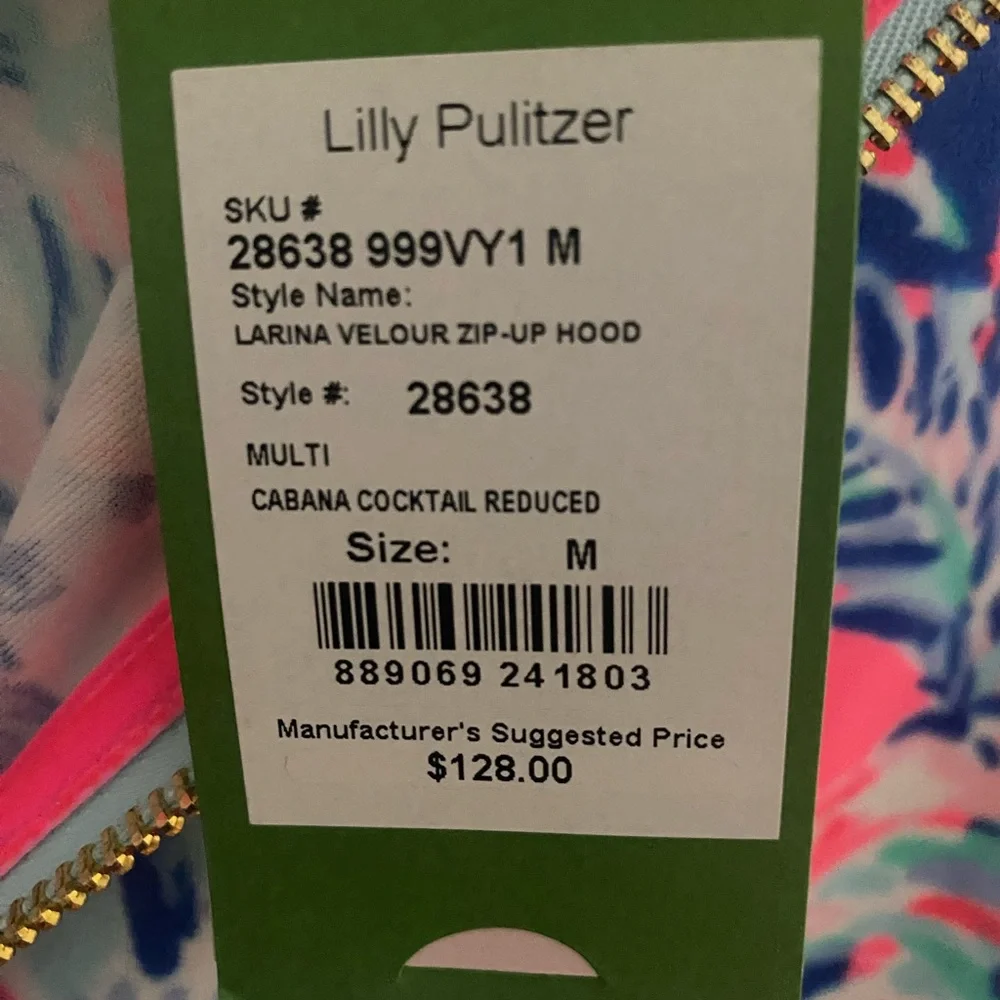 Lilly Pulitzer
SKU #
28638 999VY1 M
Style Name:
LARINA VELOUR ZIP-UP HOOD
Style #: 28638
MULTI
CABANA COCKTAIL REDUCED
Size: M
889069 241803
Manufacturer's Suggested Price
$128.00